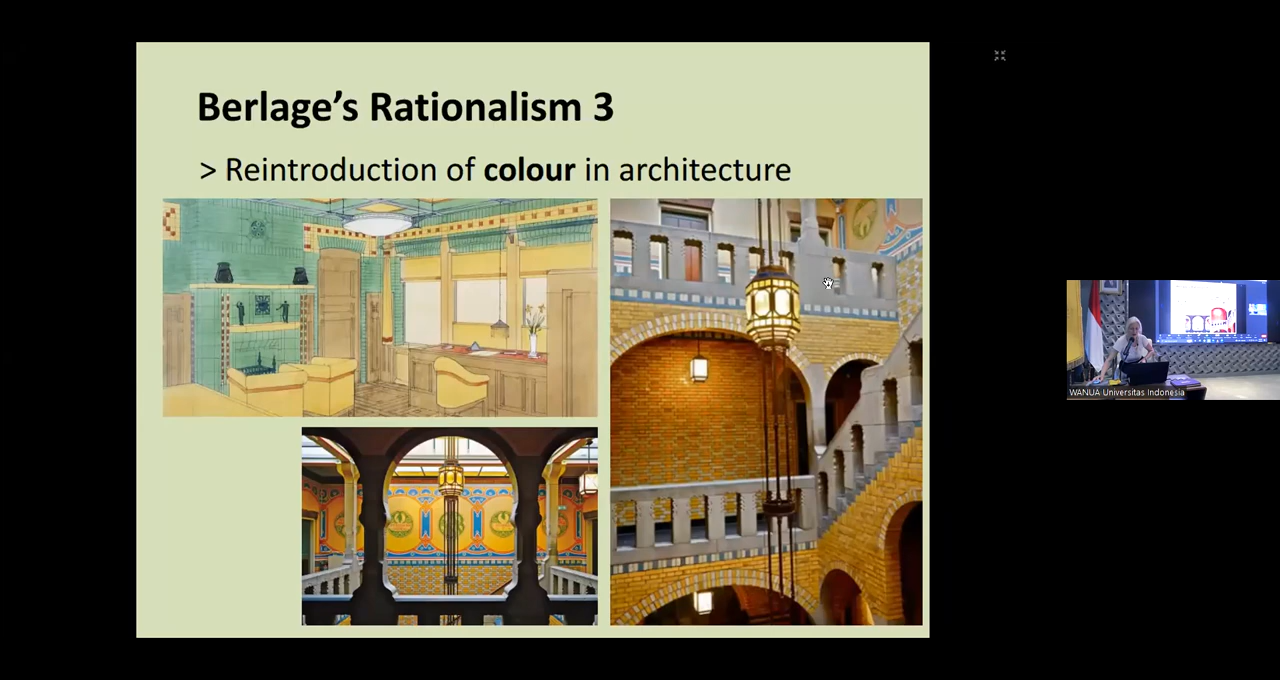 Berlage’s Rationalism 3
> Reintroduction of colour in architecture
WANUA Universitas Indonesia